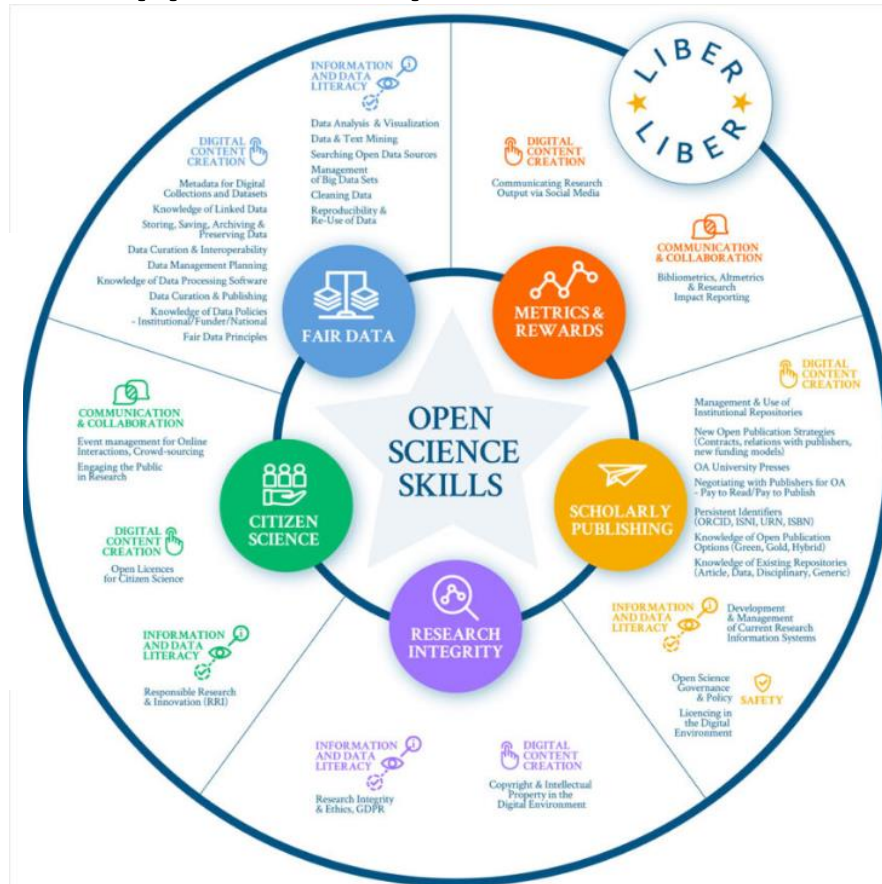 LIBER
LIBER
INFORMATION
AND DATA
LITERACY
Data Analysis & Visualization
Data & Text Mining
Searching Open Data Sources
Management
of Big Data Sets
Cleaning Data
Reproducibility &
Re-Use of Data
DIGITAL
CONTENT
CREATION
Metadata for Digital
Collections and Datasets
Knowledge of Linked Data
Storing, Saving, Archiving &
Preserving Data
Data Curation & Interoperability
Data Management Planning
Knowledge of Data Processing Software
Data Curation & Publishing
Knowledge of Data Policies
- Institutional/Funder/National
Fair Data Principles
FAIR DATA
DIGITAL
CONTENT
CREATION
Communicating Research
Output via Social Media
COMMUNICATION
& COLLABORATION
Bibliometrics, Altmetrics
& Research
Impact Reporting
METRICS &
REWARDS
OPEN
SCIENCE
SKILLS
DIGITAL
CONTENT
CREATION
Management & Use of
Institutional Repositories
New Open Publication Strategies
(Contracts, relations with publishers,
new funding models)
OA University Presses
Negotiating with Publishers for OA
- Pay to Read/Pay to Publish
Persistent Identifiers
(ORCID, ISNI, URN, ISBN)
Knowledge of Open Publication
Options (Green, Gold, Hybrid)
Knowledge of Existing Repositories
(Article, Data, Disciplinary, Generic)
SCHOLARLY
PUBLISHING
INFORMATION
AND DATA
LITERACY
Development
& Management
of Current Research
Information Systems
Open Science
Governance
& Policy
Licencing in
the Digital
Environment
SAFETY
COMMUNICATION
& COLLABORATION
Event management for Online
Interactions, Crowd-sourcing
Engaging the Public
in Research
CITIZEN
SCIENCE
DIGITAL
CONTENT
CREATION
Open Licences
for Citizen Science
INFORMATION
AND DATA
LITERACY
Responsible Research
& Innovation (RRI)
RESEARCH
INTEGRITY
INFORMATION
AND DATA
LITERACY
Research Integrity
& Ethics, GDPR
DIGITAL
CONTENT
CREATION
Copyright & Intellectual
Property in the
Digital Environment